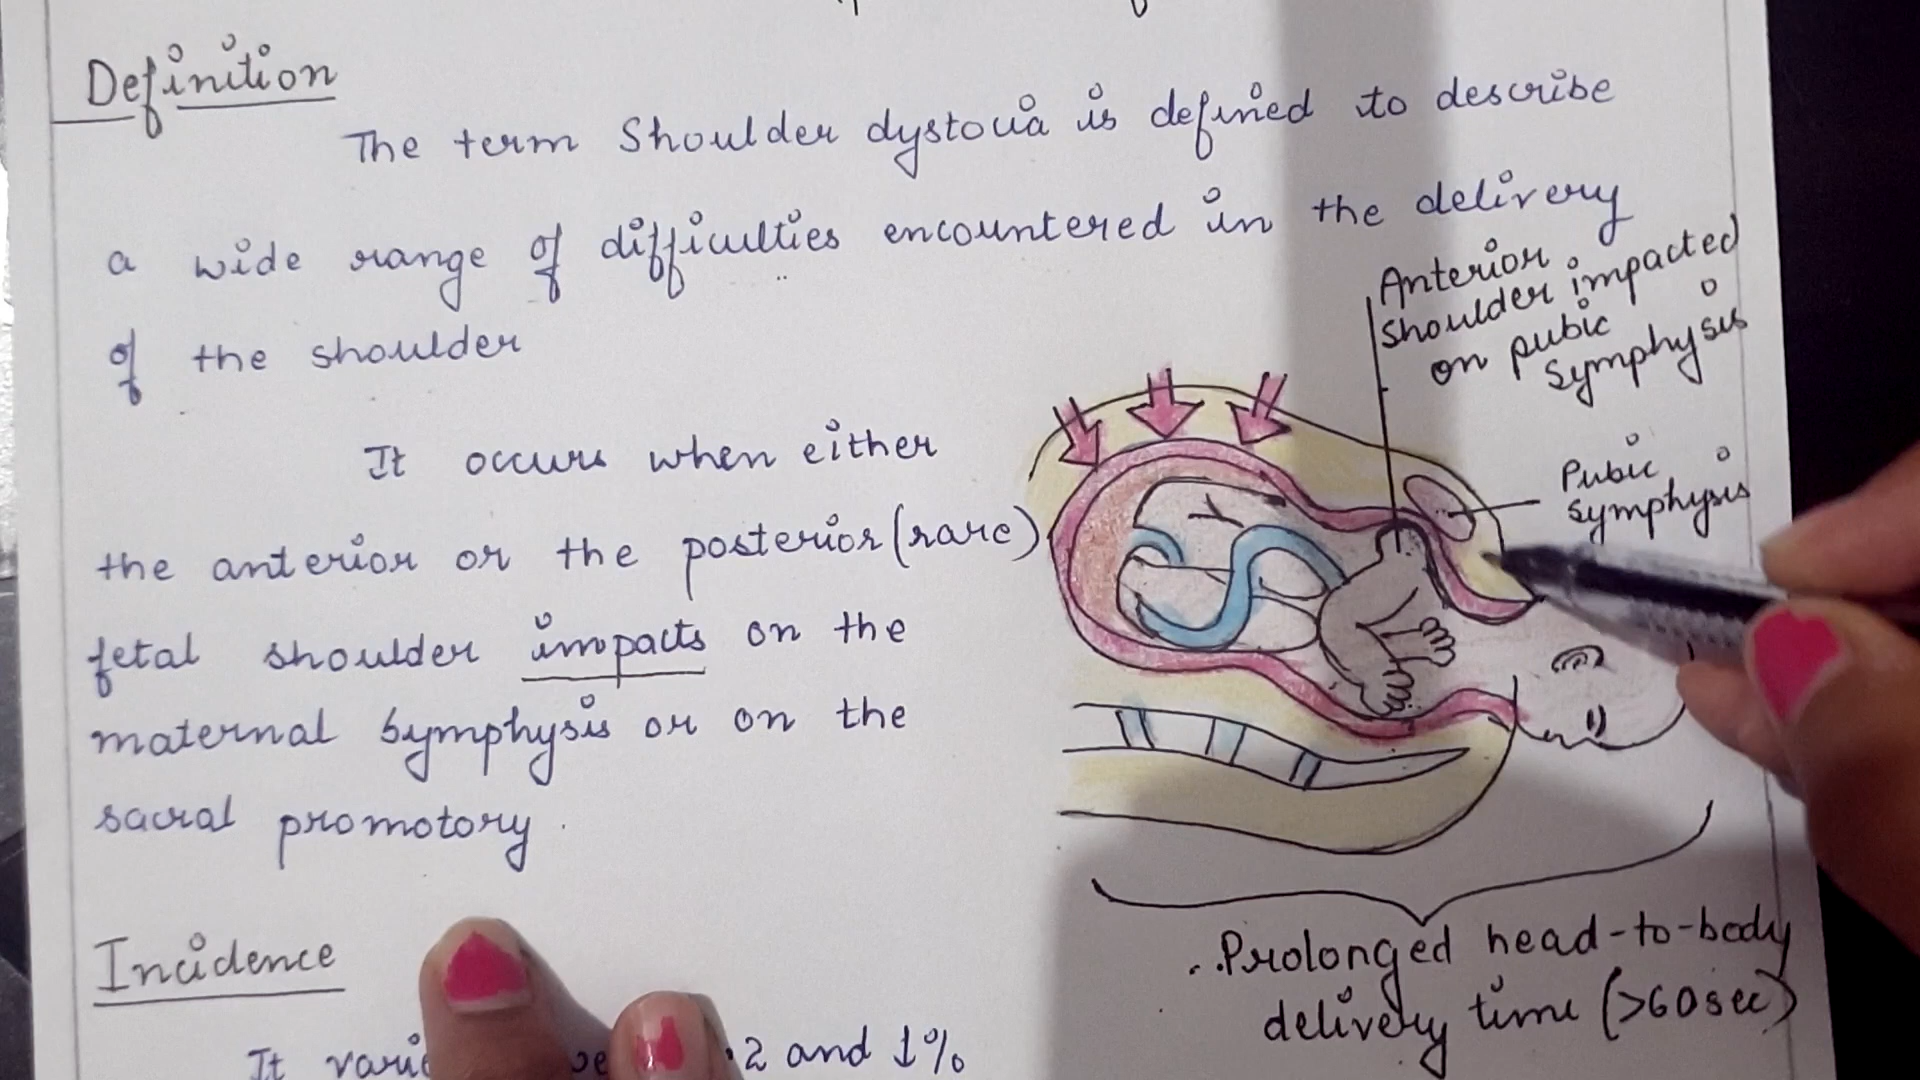 Definition
The term Shoulder dystocia is defined to describe
a wide range of difficulties encountered in the delivery
of the shoulder
It occurs when either
the anterior or the posterior (rare)
fetal shoulder impacts on the
maternal Symphysis or on the
sacral promotory.
Incidence
It 2 and 1%
Anterior
shoulder impacted
on pubic
symphysis
Pubic
symphysis
Prolonged head-to-body
delivery time (>60sec)